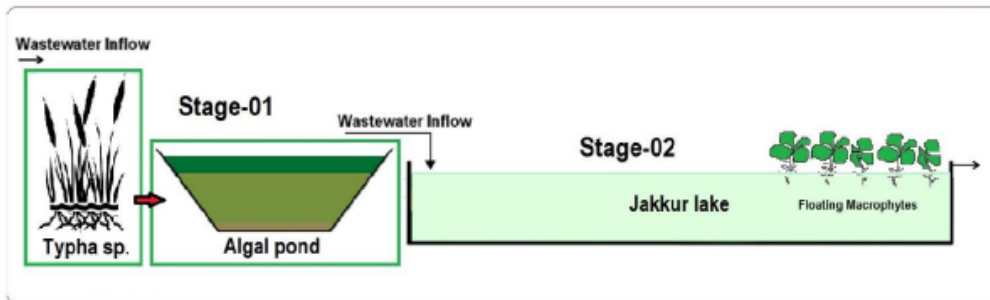 Wastewater Inflow
Stage-01
Wastewater Inflow
Stage-02
Jakkur lake
Floating Macrophytes
Typha sp.
Algal pond